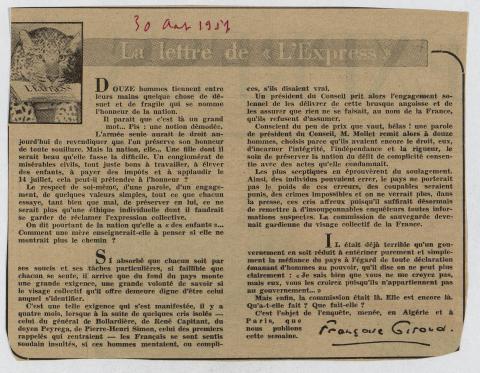 30 Août 1957
La lettre de « L'Express »
DOUZE hommes tiennent entre
leurs mains quelque chose de dé-
suet et de fragile qui se nomme
l'honneur de la nation.
Il paraît que c'est là un grand
mot... Pis : une notion démodée.
L'armée seule aurait le droit au-
jourd'hui de revendiquer que l'on préserve son honneur
de toute souillure. Mais la nation, elle... Une fille dont il
serait beau qu'elle fasse la difficile. Un conglomérat de
misérables civils, tout juste bons à travailler, à élever
des enfants, à payer des impôts et à applaudir le
14 juillet, cela peut-il prétendre à l'honneur ?
Le respect de soi-même, d'une parole, d'un engage-
ment, de quelques valeurs simples, tout ce que chacun
essaye, tant bien que mal, de préserver en lui, ce ne
serait plus qu'une éthique individuelle dont il faudrait
se garder de réclamer l'expression collective.
On dit pourtant de la nation qu'elle a « des enfants »...
Comment une mère enseignerait-elle à penser si elle ne
montrait plus le chemin ?
SI absorbé que chacun soit par
ses soucis et ses tâches particulières, si faillible que
chacun se sente, il arrive que du fond du pays monte
une grande exigence, une grande volonté de savoir si
le visage collectif qu'il offre demeure digne d'être celui
auquel s'identifier.
C'est une telle exigence qui s'est manifestée, il y a
quatre mois, lorsque à la suite de quelques cris isolés —
celui du général de Bollardière, de René Capitant, du
doyen Peyrega, de Pierre-Henri Simon, celui des premiers
rappelés qui rentraient — les Français se sont sentis
soudain insultés, si ces hommes mentaient, ou compli-
ces, s'ils disaient vrai.
Un président du Conseil prit alors l'engagement so-
lennel de les délivrer de cette brusque angoisse et de
les assurer que rien ne se faisait, au nom de la France,
qu'ils refusent d'assumer.
Conscient du peu de prix que vaut, hélas ! une parole
de président du Conseil, M. Mollet remit alors à douze
hommes, choisis parce qu'ils avaient encore le droit, eux,
d'incarner l'intégrité, l'indépendance et la rigueur, le
soin de préserver la nation du délit de complicité consen-
tie avec des actes qu'elle condamnait.
Les plus sceptiques en éprouvèrent du soulagement.
Ainsi, des individus pouvaient errer, le pays ne porterait
pas le poids de ces erreurs, des coupables seraient
punis, des crimes impossibles et on ne verrait plus, dans
la presse, ces cris affreux puisqu'il suffirait désormais
de remettre à d'insoupçonnables enquêteurs toutes infor-
mations suspectes. La commission de sauvegarde deve-
nait gardienne du visage collectif de la France.
IL était déjà terrible qu'un gou-
vernement en soit réduit à entériner purement et simple-
ment la méfiance du pays à l'égard de toute déclaration
émanant d'hommes au pouvoir, qu'il dise on ne peut plus
clairement : « Je sais bien que vous ne me croyez pas,
mais eux, vous les croirez puisqu'ils n'appartiennent pas
au gouvernement... »
Mais enfin, la commission était là. Elle est encore là.
Qu'a-t-elle fait ? Que fait-elle ?
C'est l'objet de l'enquête, menée, en Algérie et à
Paris, que
nous publions
cette semaine.
Françoise Giroud.